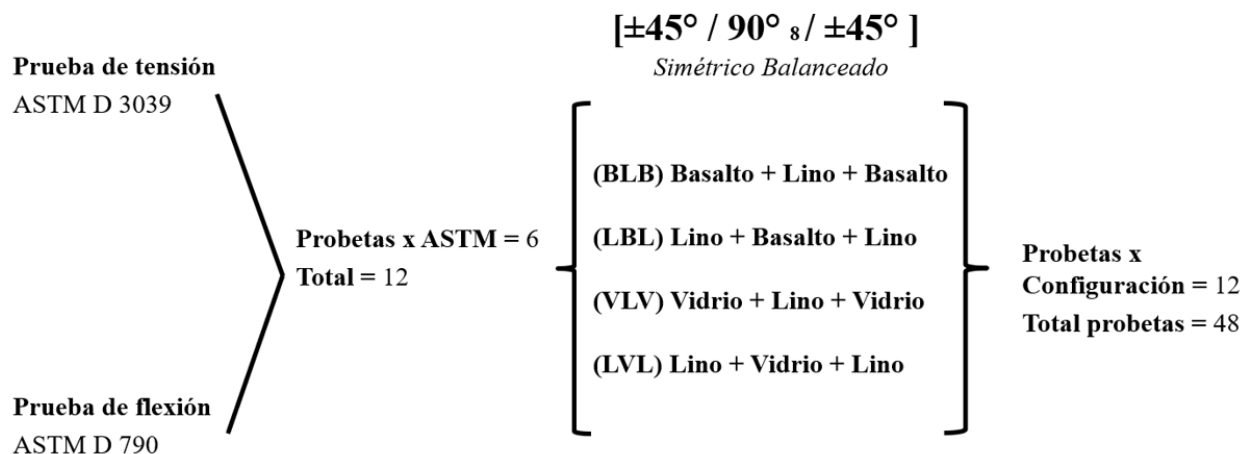 [±45° / 90° ₈ / ±45° ]
Simétrico Balanceado
Prueba de tensión
ASTM D 3039
Prueba de flexión
ASTM D 790
Probetas x ASTM = 6
Total = 12
(BLB) Basalto + Lino + Basalto
(LBL) Lino + Basalto + Lino
(VLV) Vidrio + Lino + Vidrio
(LVL) Lino + Vidrio + Lino
Probetas x
Configuración = 12
Total probetas = 48